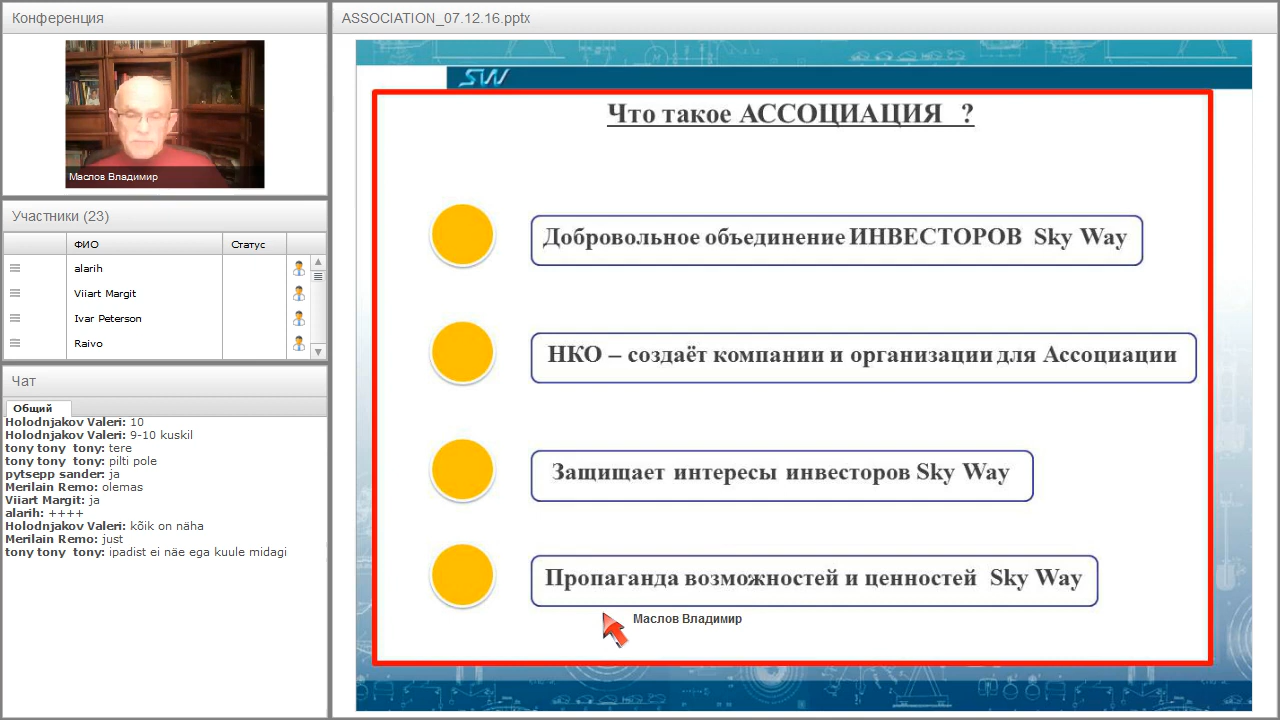 Конференция
Маслов Владимир
Участники (23)
ФИО Статус
alarih
Viiart Margit
Ivar Peterson
Raivo
Чат
Общий
Holodnjakov Valeri: 10
Holodnjakov Valeri: 9-10 kuskil
tony tony tony: tere
tony tony tony: pilti pole
pytsepp sander: ja
Merilain Remo: olemas
Viiart Margit: ja
alarih: ++++
Holodnjakov Valeri: kõik on näha
Merilain Remo: just
tony tony tony: ipadist ei näe ega kuule midagi
ASSOCIATION_07.12.16.pptx
SW
Что такое АССОЦИАЦИЯ ?
Добровольное объединение ИНВЕСТОРОВ Sky Way
НКО – создаёт компании и организации для Ассоциации
Защищает интересы инвесторов Sky Way
Пропаганда возможностей и ценностей Sky Way
Маслов Владимир